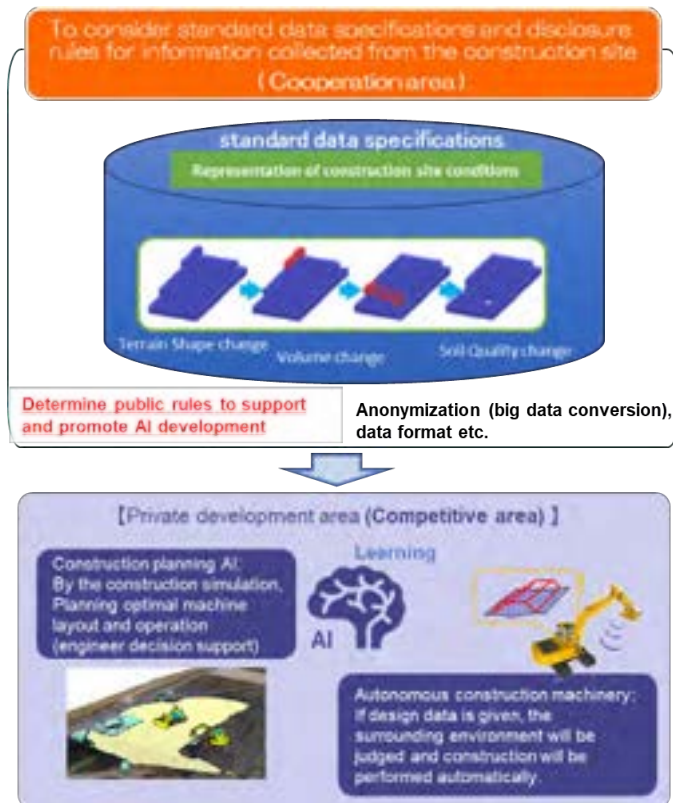 To consider standard data specifications and disclosure
rules for information collected from the construction site
(Cooperation area)
standard data specifications
Representation of construction site conditions
Terrain Shape change
Volume change
Soil Quality change
Determine public rules to support
and promote AI development
Anonymization (big data conversion),
data format etc.
【Private development area (Competitive area) 】
Learning
Construction planning AI:
By the construction simulation,
Planning optimal machine
layout and operation
(engineer decision support)
AI
Autonomous construction machinery:
If design data is given, the
surrounding environment will be
judged and construction will be
performed automatically.